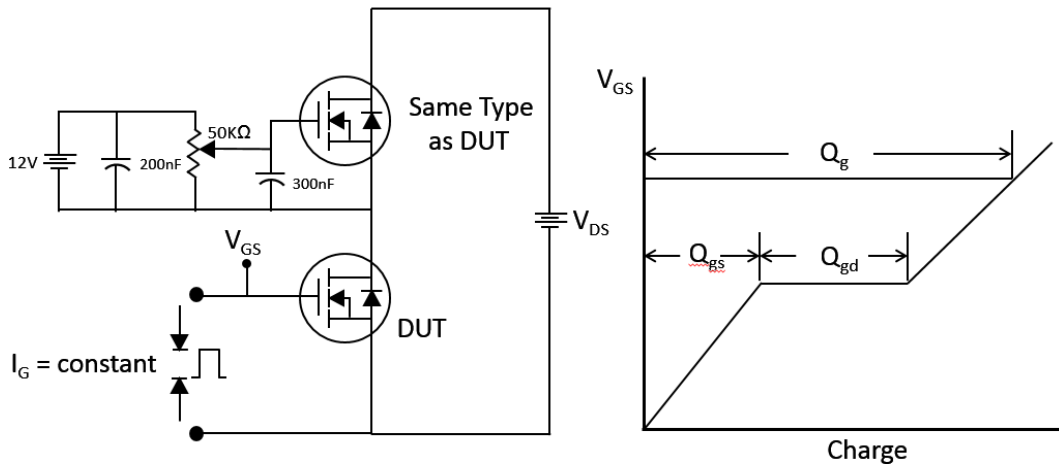 12V
200nF
50KΩ
300nF
Same Type
as DUT
V_GS
DUT
I_G = constant
V_DS
V_GS
Q_g
Q_gs
Q_gd
Charge